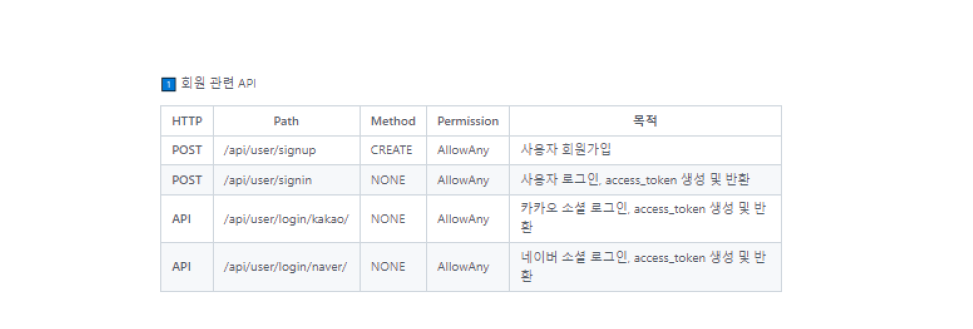 1 회원 관련 API
HTTP Path Method Permission 목적
POST /api/user/signup CREATE AllowAny 사용자 회원가입
POST /api/user/signin NONE AllowAny 사용자 로그인, access_token 생성 및 반환
API /api/user/login/kakao/ NONE AllowAny 카카오 소셜 로그인, access_token 생성 및 반
환
API /api/user/login/naver/ NONE AllowAny 네이버 소셜 로그인, access_token 생성 및 반
환